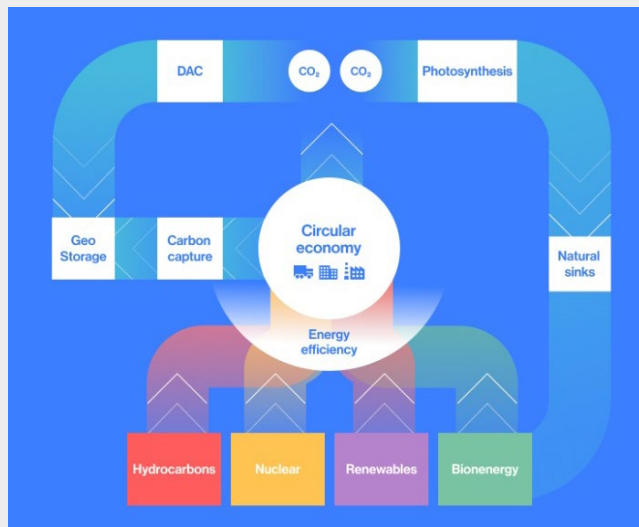 DAC
CO₂
CO₂
Photosynthesis
Circular
economy
Geo
Storage
Carbon
capture
Natural
sinks
Energy
efficiency
Hydrocarbons
Nuclear
Renewables
Bionenergy